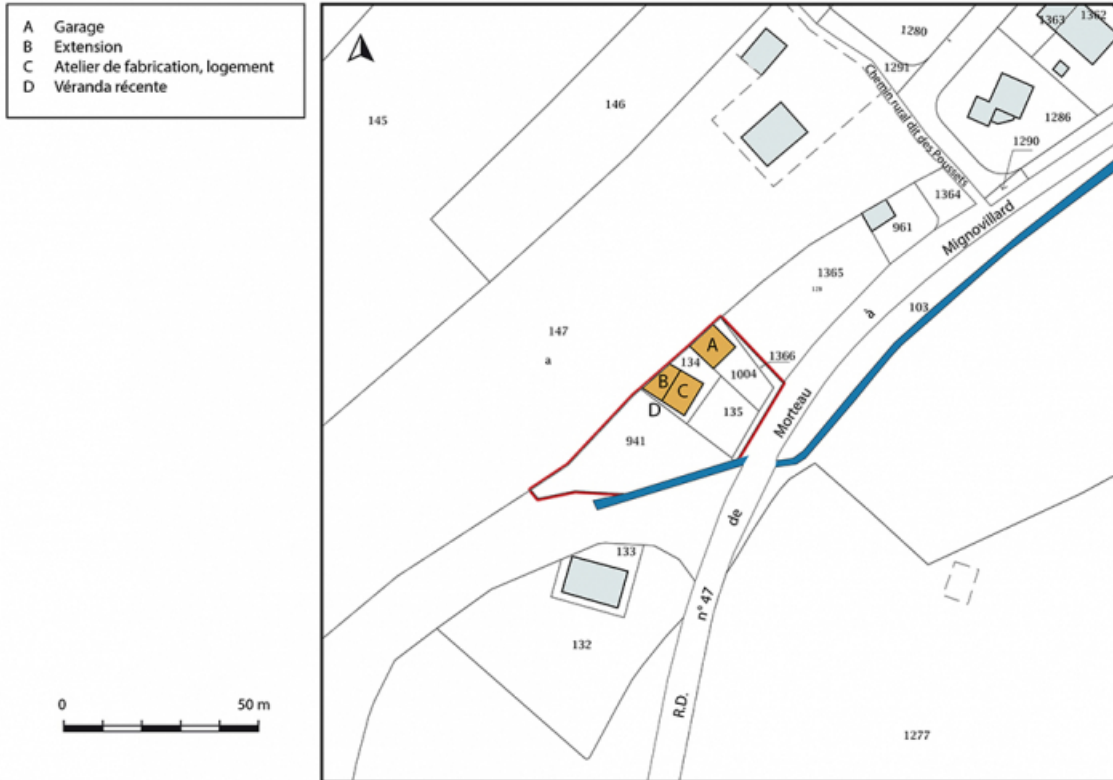 A Garage
B Extension
C Atelier de fabrication, logement
D Véranda récente
0 50 m
145
146
1280
1291
1363
1362
1286
1290
Chemin rural dit des Poussets
1364
961
Mignovillard
1365
128
103
à
147
a
A
134
1366
1004
B
C
D
135
Morteau
941
de
133
n° 47
132
R.D.
1277